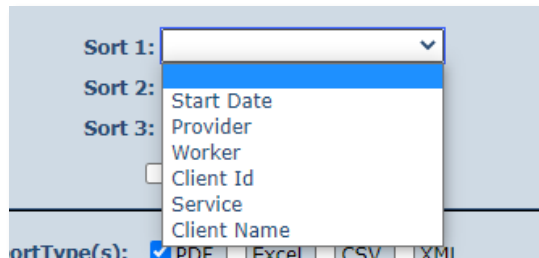 Sort 1:
Sort 2:
Start Date
Sort 3:
Provider
Worker
Client Id
Service
Client Name
ortType(s): PDF Excel CSV XML